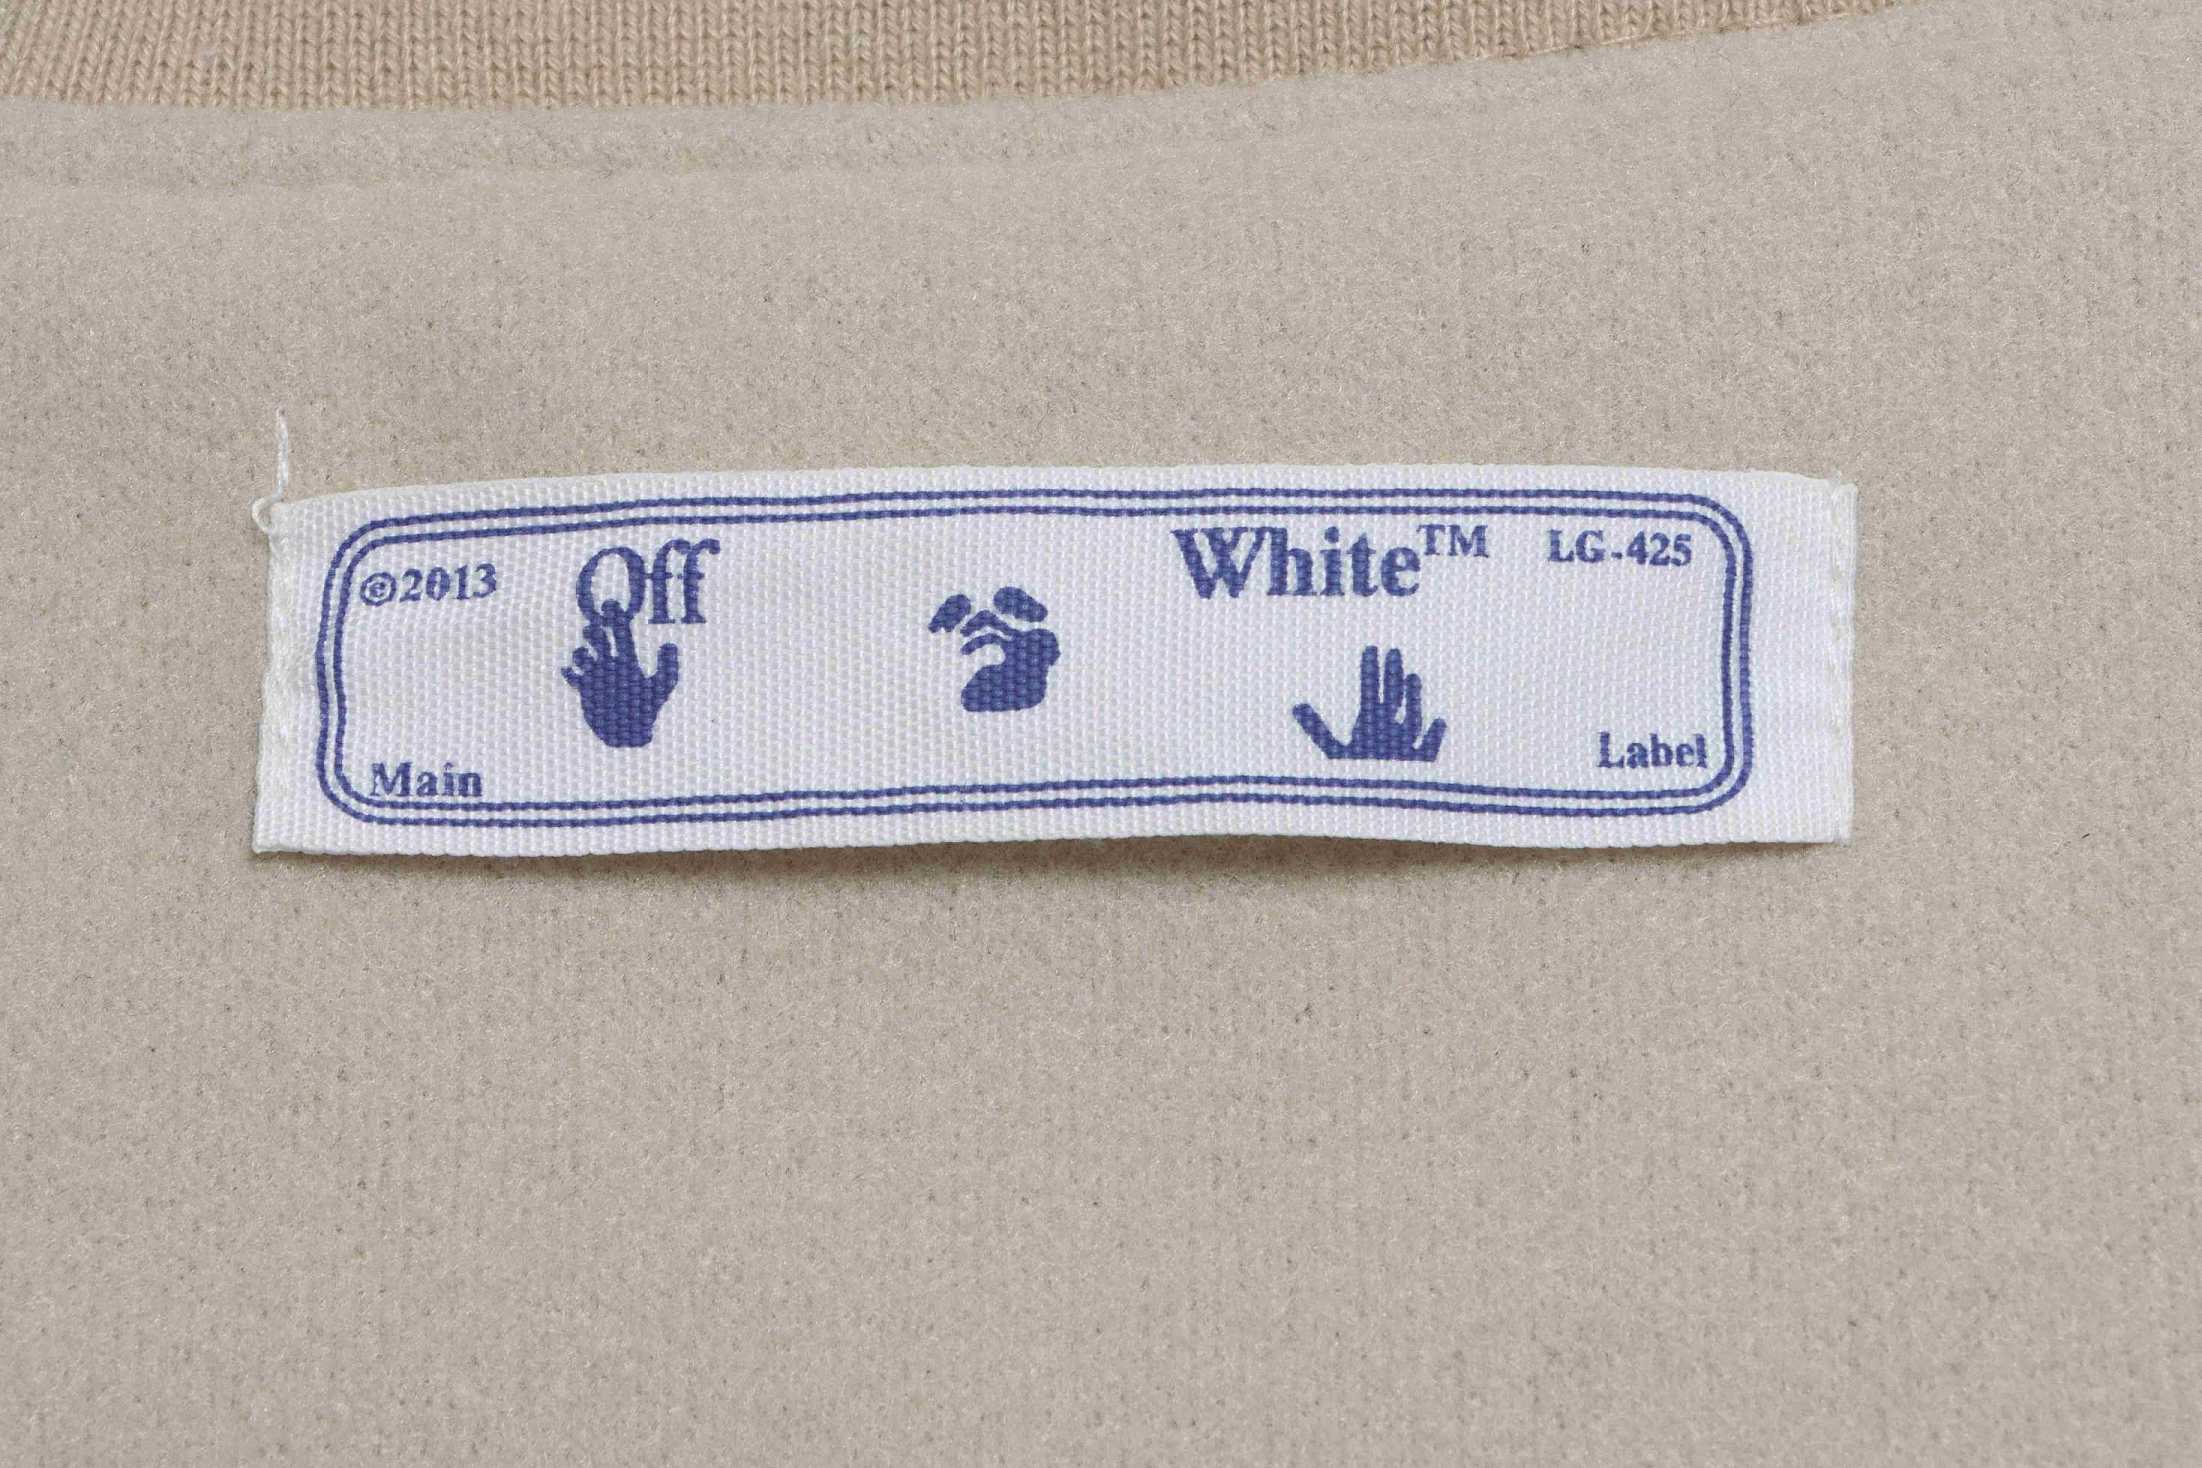 ©2013 Off White™ LG-425
Main Label